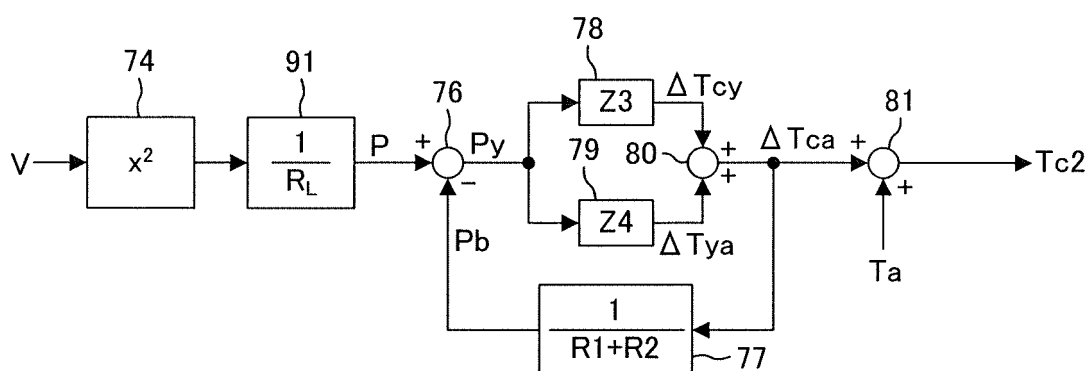 74
91
78
76
V
x²
1
R_L
P
+
−
Py
Z3
ΔTcy
79
80
+
+
Z4
ΔTya
ΔTca
81
+
+
Tc2
Ta
Pb
1
R1+R2
77